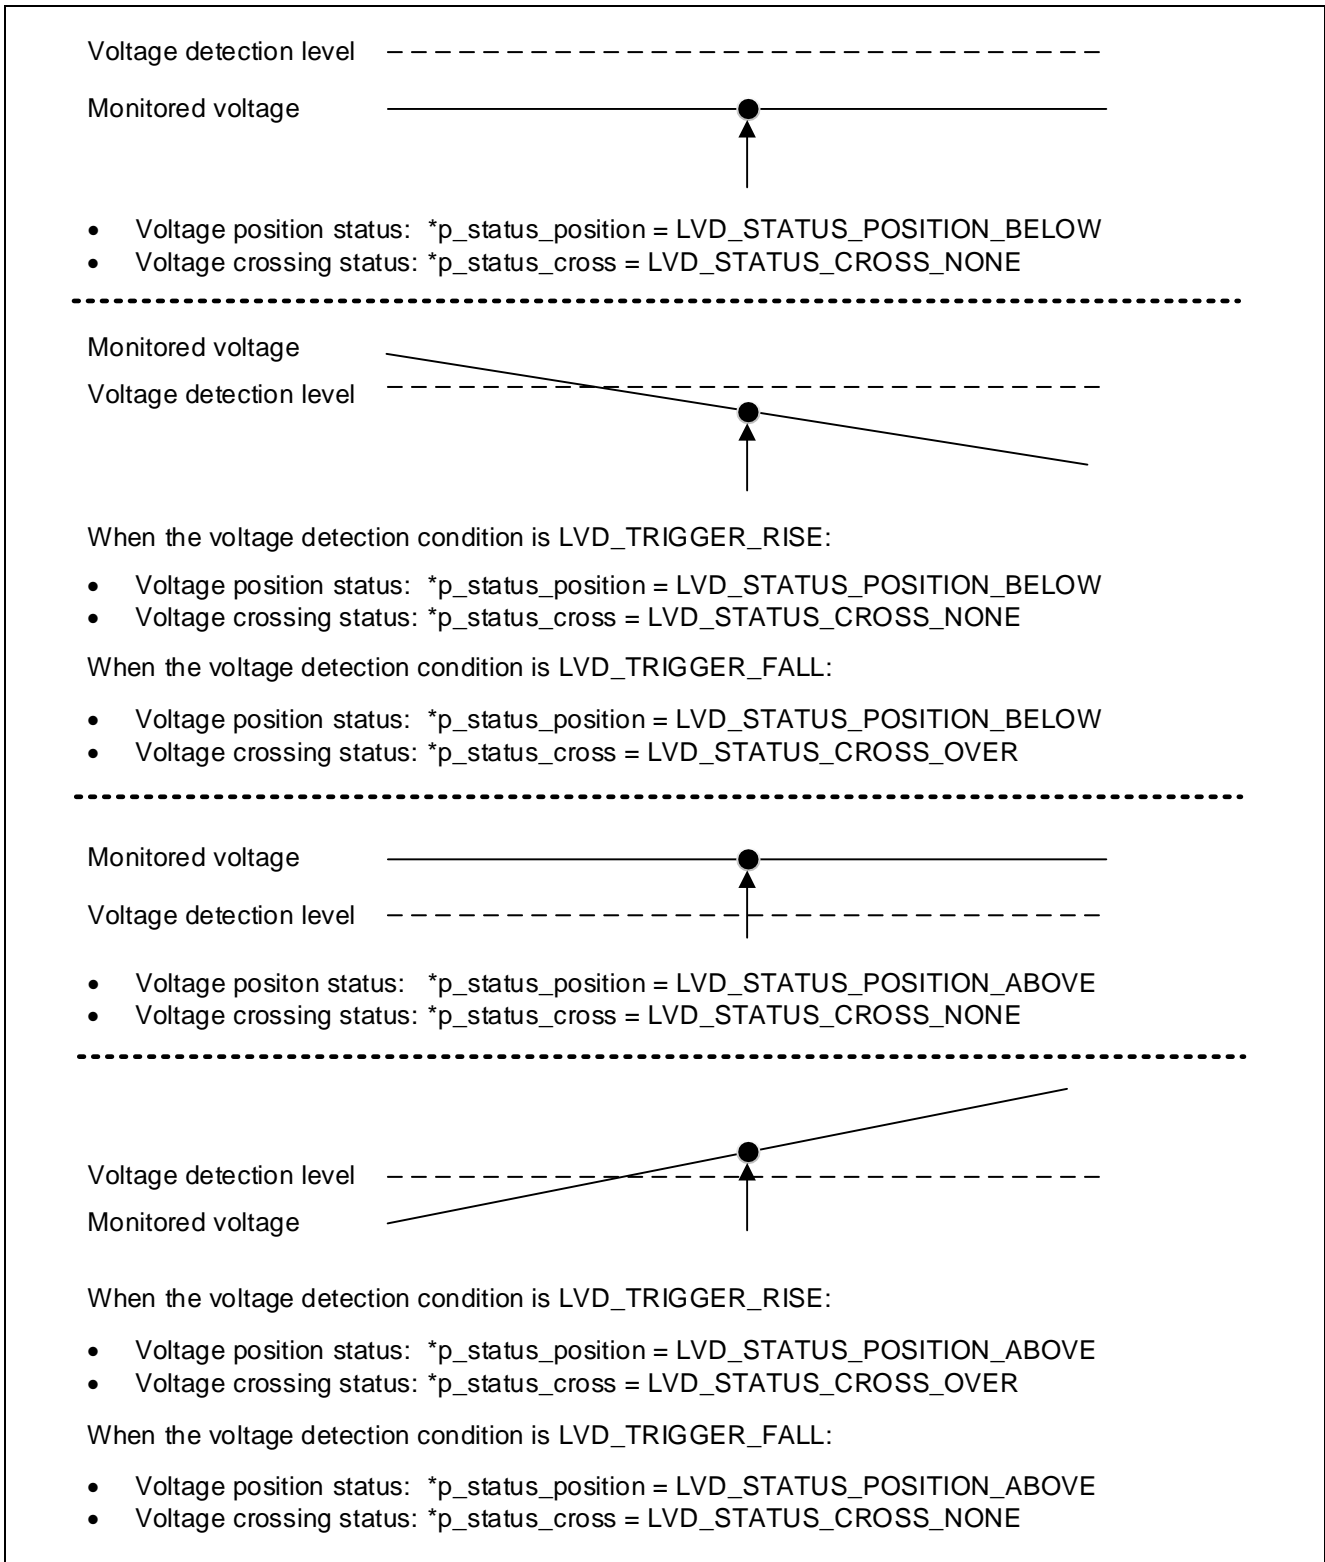 Voltage detection level
Monitored voltage
• Voltage position status: *p_status_position = LVD_STATUS_POSITION_BELOW
• Voltage crossing status: *p_status_cross = LVD_STATUS_CROSS_NONE
Monitored voltage
Voltage detection level
When the voltage detection condition is LVD_TRIGGER_RISE:
• Voltage position status: *p_status_position = LVD_STATUS_POSITION_BELOW
• Voltage crossing status: *p_status_cross = LVD_STATUS_CROSS_NONE
When the voltage detection condition is LVD_TRIGGER_FALL:
• Voltage position status: *p_status_position = LVD_STATUS_POSITION_BELOW
• Voltage crossing status: *p_status_cross = LVD_STATUS_CROSS_OVER
Monitored voltage
Voltage detection level
• Voltage positon status: *p_status_position = LVD_STATUS_POSITION_ABOVE
• Voltage crossing status: *p_status_cross = LVD_STATUS_CROSS_NONE
Voltage detection level
Monitored voltage
When the voltage detection condition is LVD_TRIGGER_RISE:
• Voltage position status: *p_status_position = LVD_STATUS_POSITION_ABOVE
• Voltage crossing status: *p_status_cross = LVD_STATUS_CROSS_OVER
When the voltage detection condition is LVD_TRIGGER_FALL:
• Voltage position status: *p_status_position = LVD_STATUS_POSITION_ABOVE
• Voltage crossing status: *p_status_cross = LVD_STATUS_CROSS_NONE